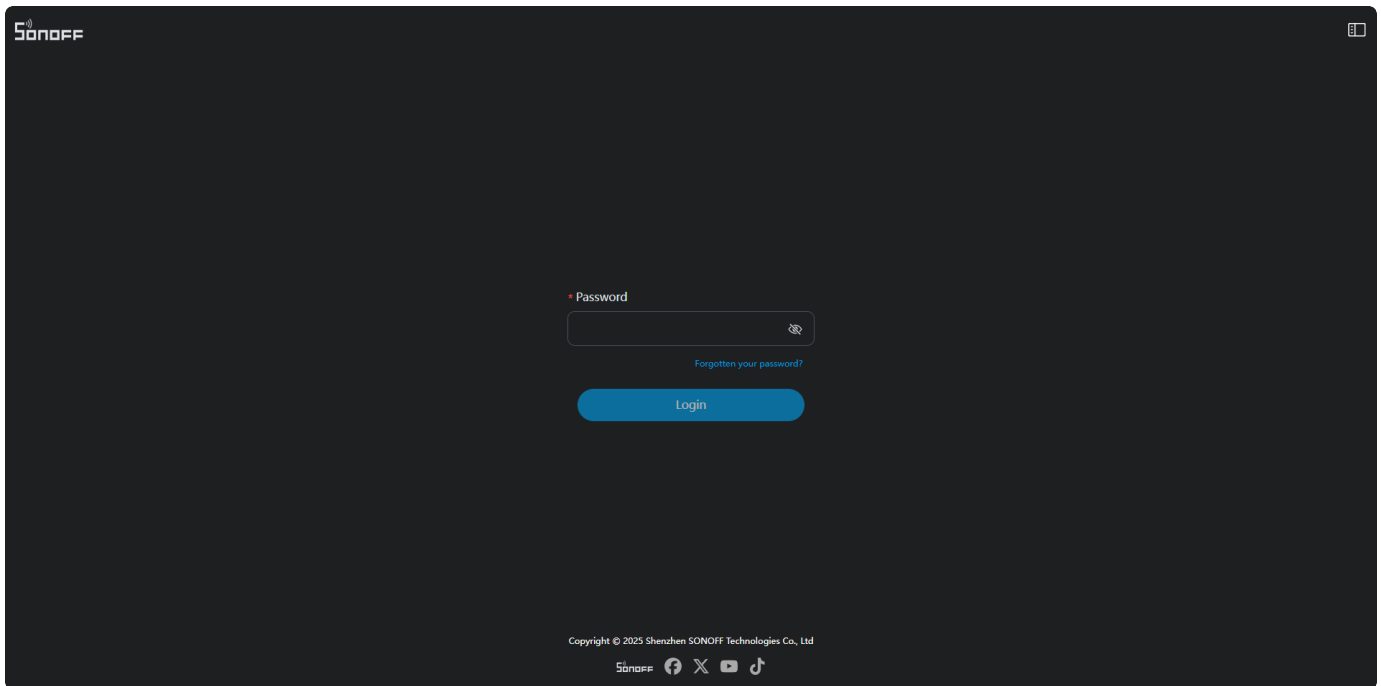 SONOFF
* Password
Forgotten your password?
Login
Copyright © 2025 Shenzhen SONOFF Technologies Co., Ltd
SONOFF